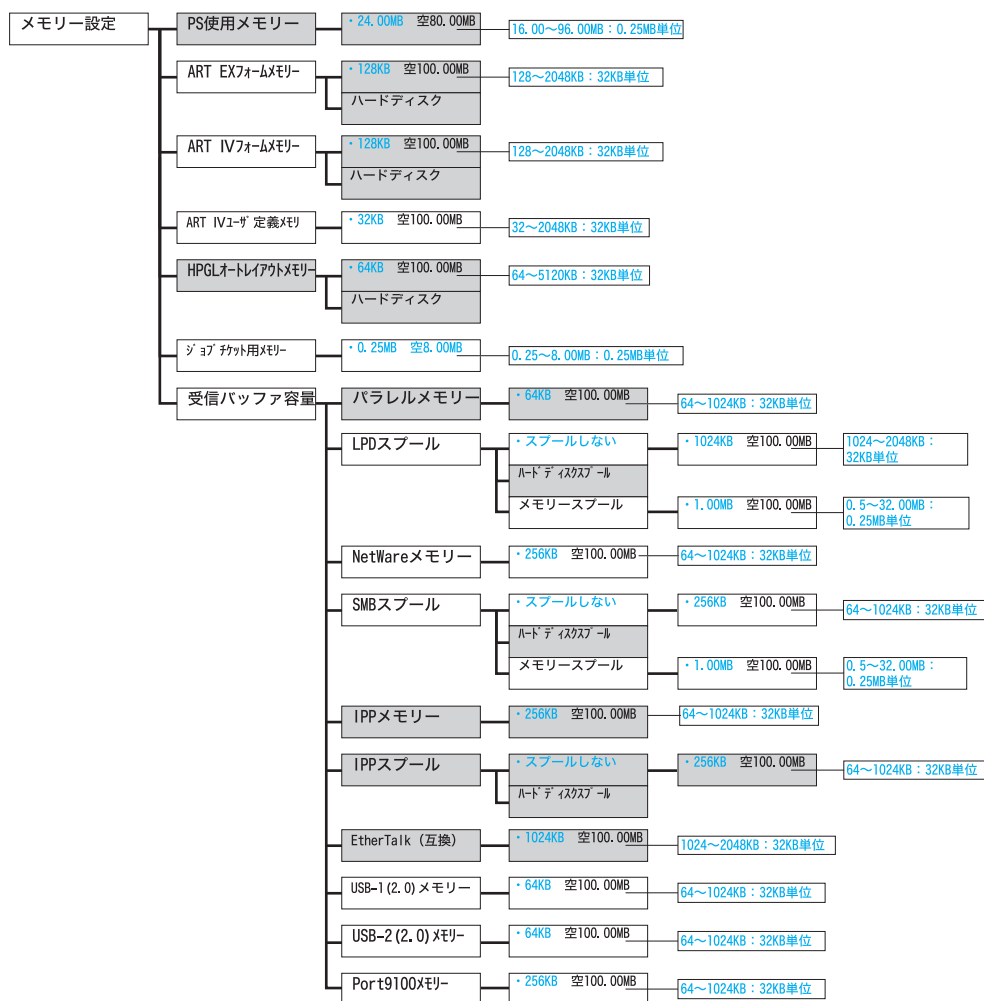 メモリー設定
PS使用メモリー
・24.00MB 空80.00MB
16.00～96.00MB：0.25MB単位
ART EXフォームメモリー
・128KB 空100.00MB
128～2048KB：32KB単位
ハードディスク
ART IVフォームメモリー
・128KB 空100.00MB
128～2048KB：32KB単位
ハードディスク
ART IVユーザ定義メモリ
・32KB 空100.00MB
32～2048KB：32KB単位
HPGLオートレイアウトメモリー
・64KB 空100.00MB
64～5120KB：32KB単位
ハードディスク
ジョブチケット用メモリー
・0.25MB 空8.00MB
0.25～8.00MB：0.25MB単位
受信バッファ容量
パラレルメモリー
・64KB 空100.00MB
64～1024KB：32KB単位
LPDスプール
・スプールしない
・1024KB 空100.00MB
1024～2048KB：
32KB単位
ハードディスクスプール
メモリースプール
・1.00MB 空100.00MB
0.5～32.00MB：
0.25MB単位
NetWareメモリー
・256KB 空100.00MB
64～1024KB：32KB単位
SMBスプール
・スプールしない
・256KB 空100.00MB
64～1024KB：32KB単位
ハードディスクスプール
メモリースプール
・1.00MB 空100.00MB
0.5～32.00MB：
0.25MB単位
IPPメモリー
・256KB 空100.00MB
64～1024KB：32KB単位
IPPスプール
・スプールしない
・256KB 空100.00MB
64～1024KB：32KB単位
ハードディスクスプール
EtherTalk（互換）
・1024KB 空100.00MB
1024～2048KB：32KB単位
USB-1(2.0)メモリー
・64KB 空100.00MB
64～1024KB：32KB単位
USB-2(2.0)メモリー
・64KB 空100.00MB
64～1024KB：32KB単位
Port9100メモリー
・256KB 空100.00MB
64～1024KB：32KB単位